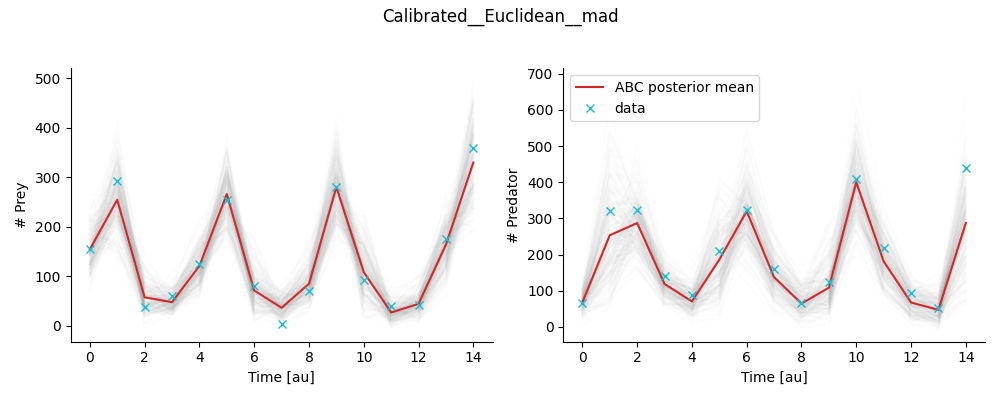 Calibrated__Euclidean__mad
# Prey
500
400
300
200
100
0
0 2 4 6 8 10 12 14
Time [au]
# Predator
700
600
500
400
300
200
100
0
ABC posterior mean
data
0 2 4 6 8 10 12 14
Time [au]